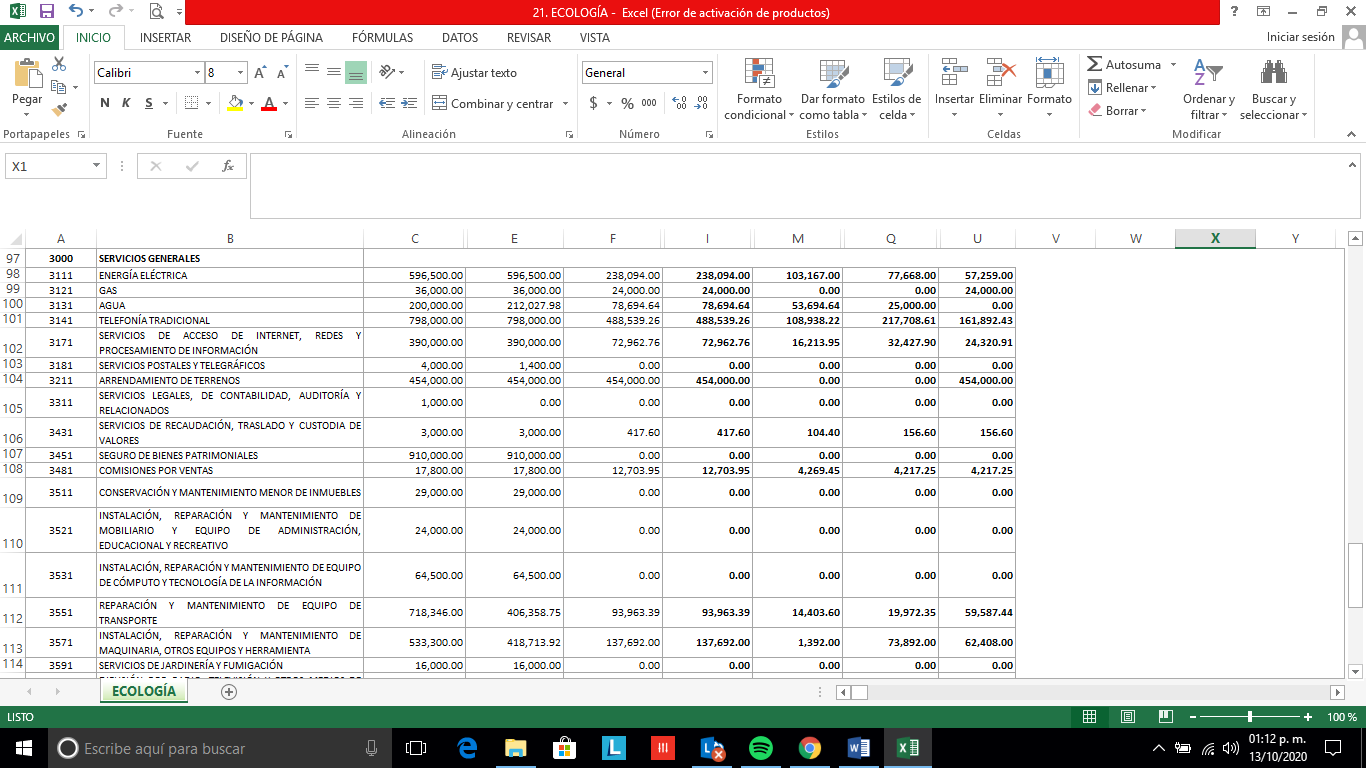 21. ECOLOGÍA - Excel (Error de activación de productos)
ARCHIVO INICIO INSERTAR DISEÑO DE PÁGINA FÓRMULAS DATOS REVISAR VISTA Iniciar sesión
Pegar
Portapapeles
Calibri 8
N K S
Fuente
Ajustar texto
Combinar y centrar
Alineación
General
$ % 000
Número
Formato condicional
Dar formato como tabla
Estilos de celda
Estilos
Insertar Eliminar Formato
Celdas
Autosuma
Rellenar
Borrar
Ordenar y filtrar
Buscar y seleccionar
Modificar
X1 fx
A B C E F I M Q U V W X Y
97 3000 SERVICIOS GENERALES
98 3111 ENERGÍA ELÉCTRICA 596,500.00 596,500.00 238,094.00 238,094.00 103,167.00 77,668.00 57,259.00
99 3121 GAS 36,000.00 36,000.00 24,000.00 24,000.00 0.00 0.00 24,000.00
100 3131 AGUA 200,000.00 212,027.98 78,694.64 78,694.64 53,694.64 25,000.00 0.00
101 3141 TELEFONÍA TRADICIONAL 798,000.00 798,000.00 488,539.26 488,539.26 108,938.22 217,708.61 161,892.43
102 3171 SERVICIOS DE ACCESO DE INTERNET, REDES Y
PROCESAMIENTO DE INFORMACIÓN 390,000.00 390,000.00 72,962.76 72,962.76 16,213.95 32,427.90 24,320.91
103 3181 SERVICIOS POSTALES Y TELEGRÁFICOS 4,000.00 1,400.00 0.00 0.00 0.00 0.00 0.00
104 3211 ARRENDAMIENTO DE TERRENOS 454,000.00 454,000.00 454,000.00 454,000.00 0.00 0.00 454,000.00
105 3311 SERVICIOS LEGALES, DE CONTABILIDAD, AUDITORÍA Y
RELACIONADOS 1,000.00 0.00 0.00 0.00 0.00 0.00 0.00
106 3431 SERVICIOS DE RECAUDACIÓN, TRASLADO Y CUSTODIA DE
VALORES 3,000.00 3,000.00 417.60 417.60 104.40 156.60 156.60
107 3451 SEGURO DE BIENES PATRIMONIALES 910,000.00 910,000.00 0.00 0.00 0.00 0.00 0.00
108 3481 COMISIONES POR VENTAS 17,800.00 17,800.00 12,703.95 12,703.95 4,269.45 4,217.25 4,217.25
109 3511 CONSERVACIÓN Y MANTENIMIENTO MENOR DE INMUEBLES 29,000.00 29,000.00 0.00 0.00 0.00 0.00 0.00
110 3521 INSTALACIÓN, REPARACIÓN Y MANTENIMIENTO DE
MOBILIARIO Y EQUIPO DE ADMINISTRACIÓN,
EDUCACIONAL Y RECREATIVO 24,000.00 24,000.00 0.00 0.00 0.00 0.00 0.00
111 3531 INSTALACIÓN, REPARACIÓN Y MANTENIMIENTO DE EQUIPO
DE CÓMPUTO Y TECNOLOGÍA DE LA INFORMACIÓN 64,500.00 64,500.00 0.00 0.00 0.00 0.00 0.00
112 3551 REPARACIÓN Y MANTENIMIENTO DE EQUIPO DE
TRANSPORTE 718,346.00 406,358.75 93,963.39 93,963.39 14,403.60 19,972.35 59,587.44
113 3571 INSTALACIÓN, REPARACIÓN Y MANTENIMIENTO DE
MAQUINARIA, OTROS EQUIPOS Y HERRAMIENTA 533,300.00 418,713.92 137,692.00 137,692.00 1,392.00 73,892.00 62,408.00
114 3591 SERVICIOS DE JARDINERÍA Y FUMIGACIÓN 16,000.00 16,000.00 0.00 0.00 0.00 0.00 0.00
ECOLOGÍA
LISTO 100 %
Escribe aquí para buscar
01:12 p. m.
13/10/2020